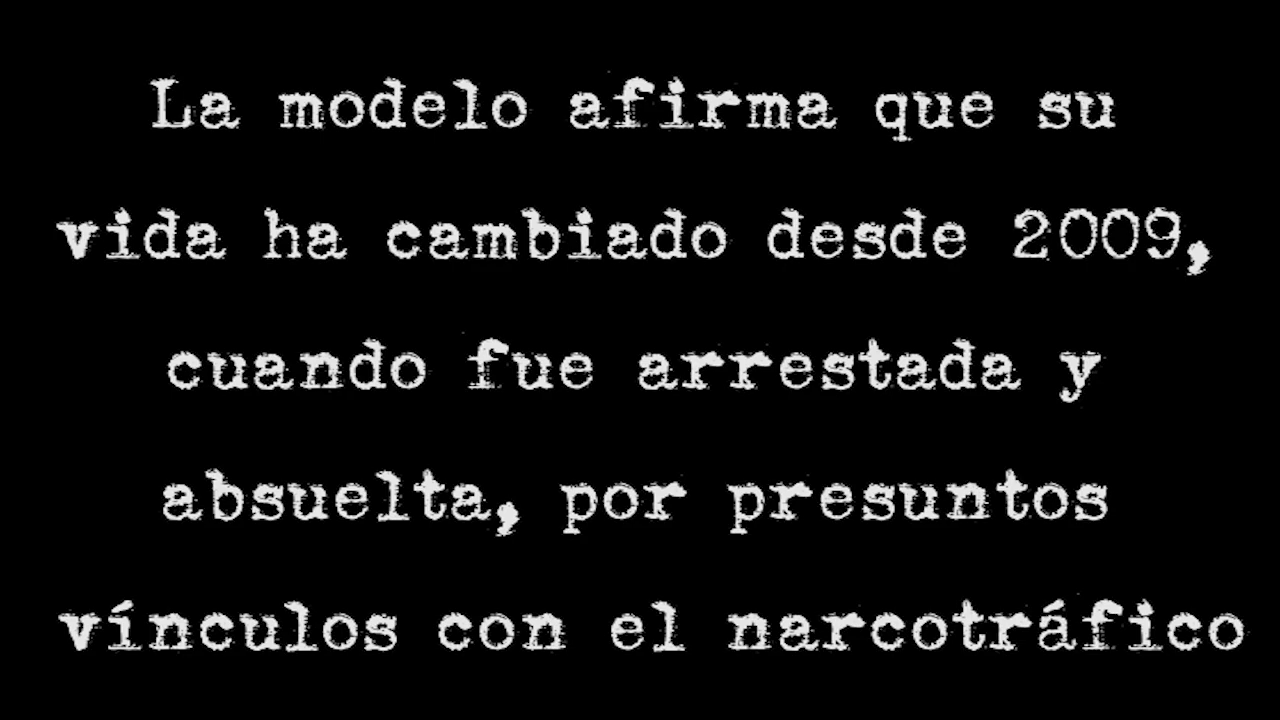 La modelo afirma que su
vida ha cambiado desde 2009,
cuando fue arrestada y
absuelta, por presuntos
vínculos con el narcotráfico